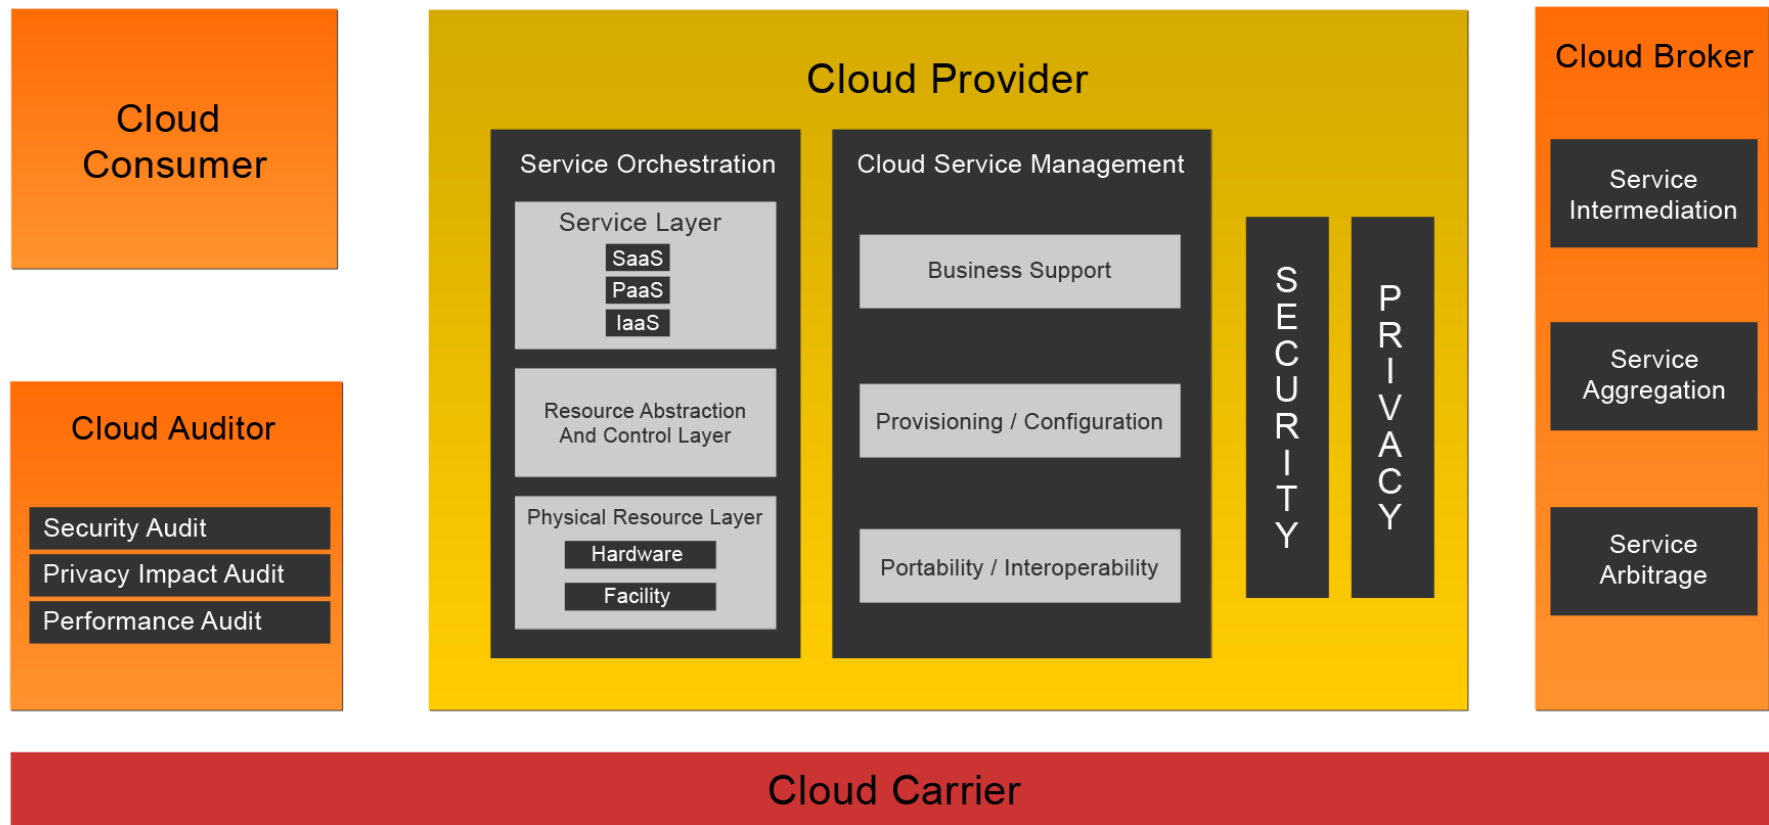 Cloud
Consumer
Cloud Auditor
Security Audit
Privacy Impact Audit
Performance Audit
Cloud Provider
Service Orchestration
Service Layer
SaaS
PaaS
IaaS
Resource Abstraction
And Control Layer
Physical Resource Layer
Hardware
Facility
Cloud Service Management
Business Support
Provisioning / Configuration
Portability / Interoperability
SECURITY
PRIVACY
Cloud Broker
Service
Intermediation
Service
Aggregation
Service
Arbitrage
Cloud Carrier